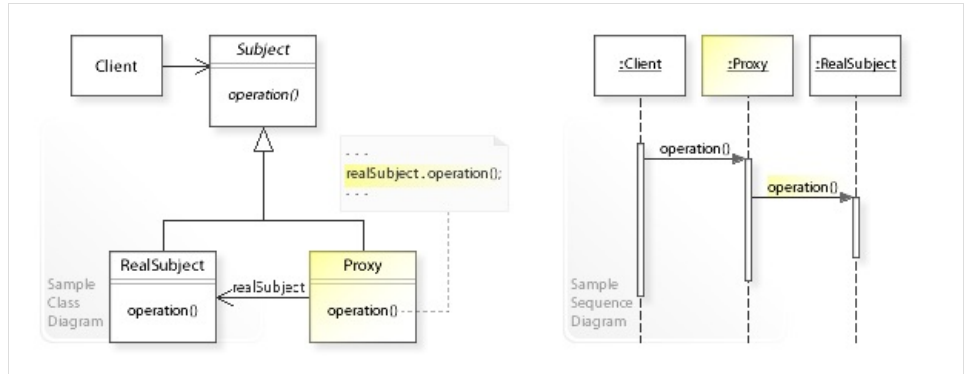 Client
Subject
operation()
. . .
realSubject . operation();
. . .
RealSubject
operation()
realSubject
Proxy
operation()
Sample
Class
Diagram
:Client
:Proxy
:RealSubject
operation()
operation()
Sample
Sequence
Diagram